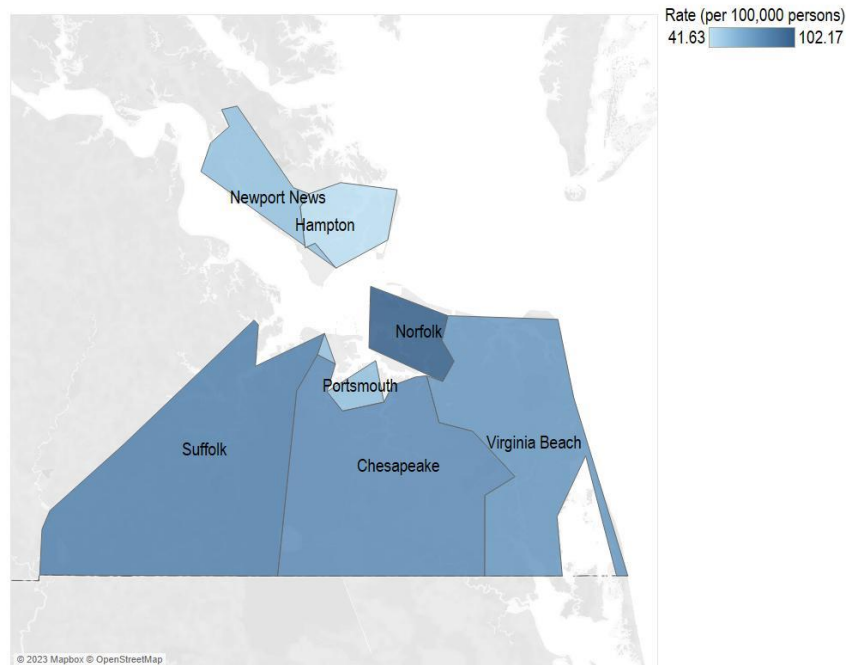 Rate (per 100,000 persons)
41.63 102.17
Newport News
Hampton
Norfolk
Portsmouth
Suffolk
Virginia Beach
Chesapeake
© 2023 Mapbox © OpenStreetMap